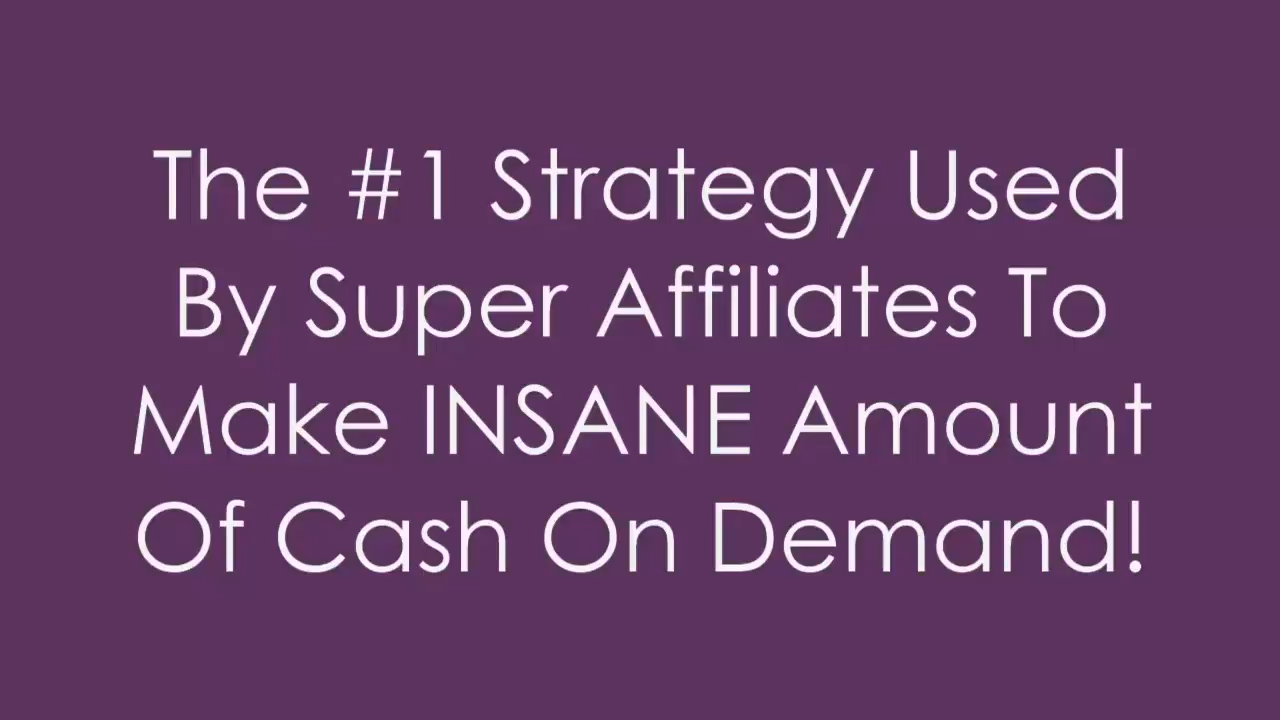 The #1 Strategy Used
By Super Affiliates To
Make INSANE Amount
Of Cash On Demand!